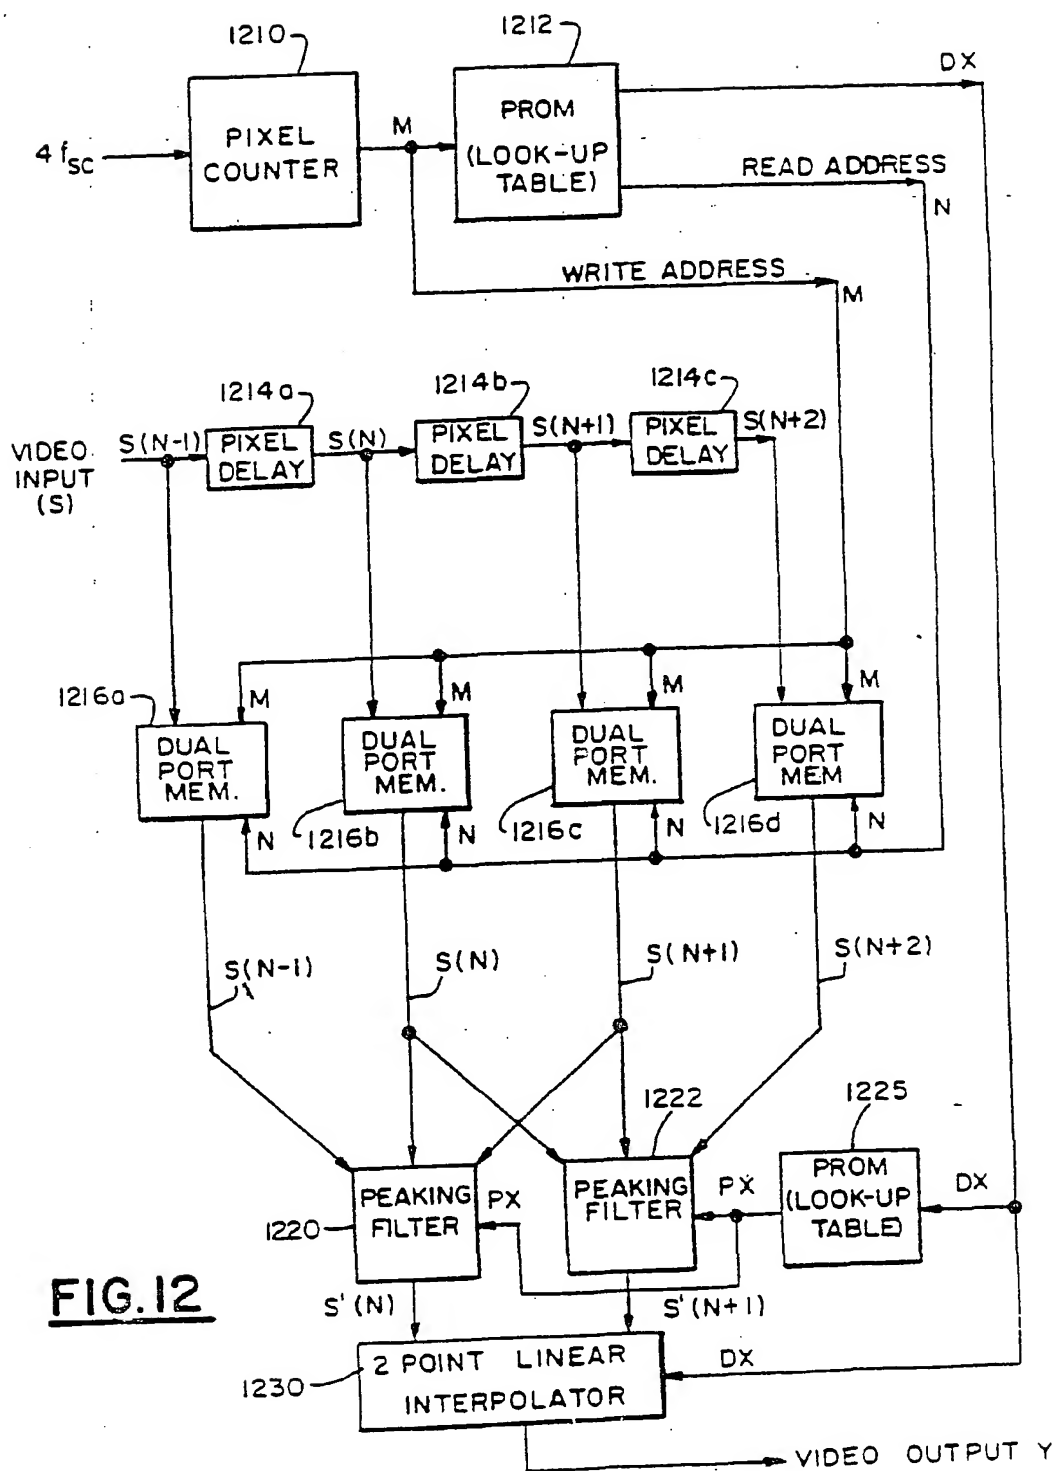 1210
1212
DX
4 fsc
PIXEL
COUNTER
M
PROM
(LOOK-UP
TABLE)
READ ADDRESS
N
WRITE ADDRESS
M
1214a
1214b
1214c
VIDEO
INPUT
(S)
S(N-1)
PIXEL
DELAY
S(N)
PIXEL
DELAY
S(N+1)
PIXEL
DELAY
S(N+2)
1216a
M
M
M
M
DUAL
PORT
MEM.
DUAL
PORT
MEM.
DUAL
PORT
MEM.
DUAL
PORT
MEM
N
1216b
N
1216c
N
1216d
N
S(N-1)
S(N)
S(N+1)
S(N+2)
1222
1225
PEAKING
FILTER
PX
1220
PEAKING
FILTER
PX
PROM
(LOOK-UP
TABLE)
DX
FIG. 12
S'(N)
S'(N+1)
1230
2 POINT LINEAR
INTERPOLATOR
DX
VIDEO OUTPUT Y